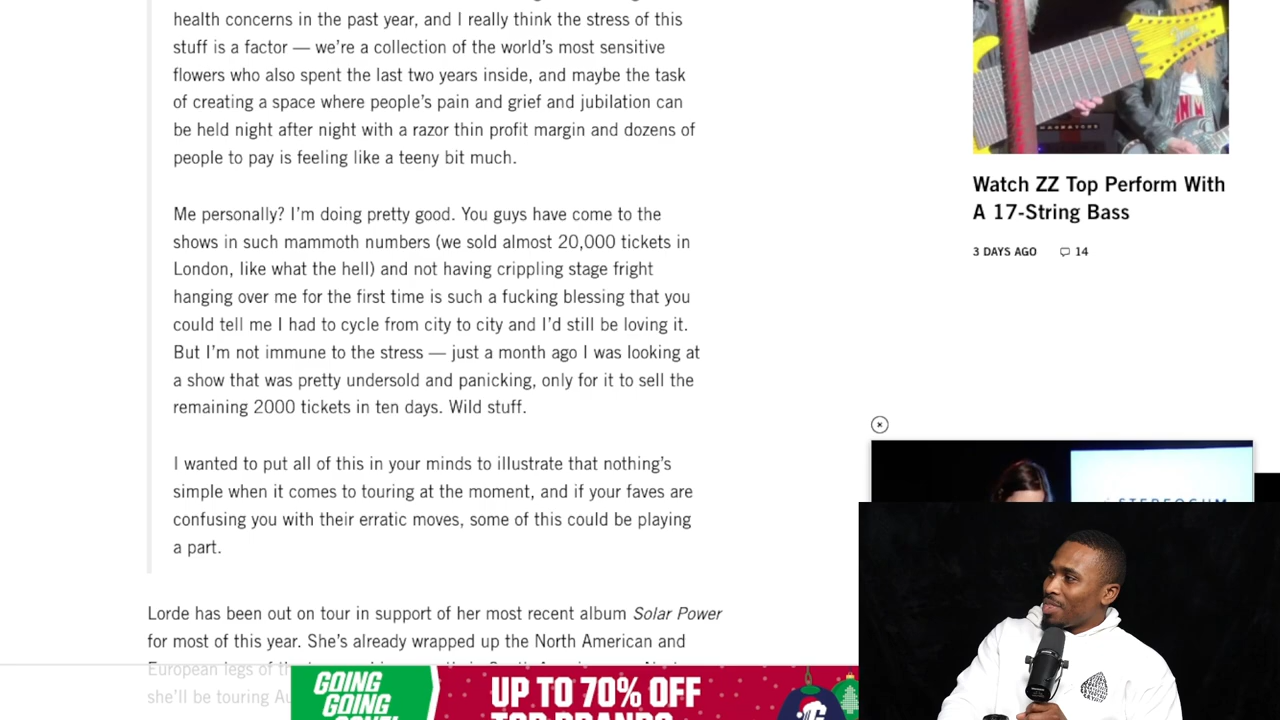 health concerns in the past year, and I really think the stress of this
stuff is a factor — we’re a collection of the world’s most sensitive
flowers who also spent the last two years inside, and maybe the task
of creating a space where people’s pain and grief and jubilation can
be held night after night with a razor thin profit margin and dozens of
people to pay is feeling like a teeny bit much.
Me personally? I’m doing pretty good. You guys have come to the
shows in such mammoth numbers (we sold almost 20,000 tickets in
London, like what the hell) and not having crippling stage fright
hanging over me for the first time is such a fucking blessing that you
could tell me I had to cycle from city to city and I’d still be loving it.
But I’m not immune to the stress — just a month ago I was looking at
a show that was pretty undersold and panicking, only for it to sell the
remaining 2000 tickets in ten days. Wild stuff.
I wanted to put all of this in your minds to illustrate that nothing’s
simple when it comes to touring at the moment, and if your faves are
confusing you with their erratic moves, some of this could be playing
a part.
Lorde has been out on tour in support of her most recent album Solar Power
for most of this year. She’s already wrapped up the North American and
European legs of
she’ll be touring
Watch ZZ Top Perform With
A 17-String Bass
3 DAYS AGO 14
STEREOGUM
GOING
GOING
GONE!
UP TO 70% OFF
TOP BRANDS